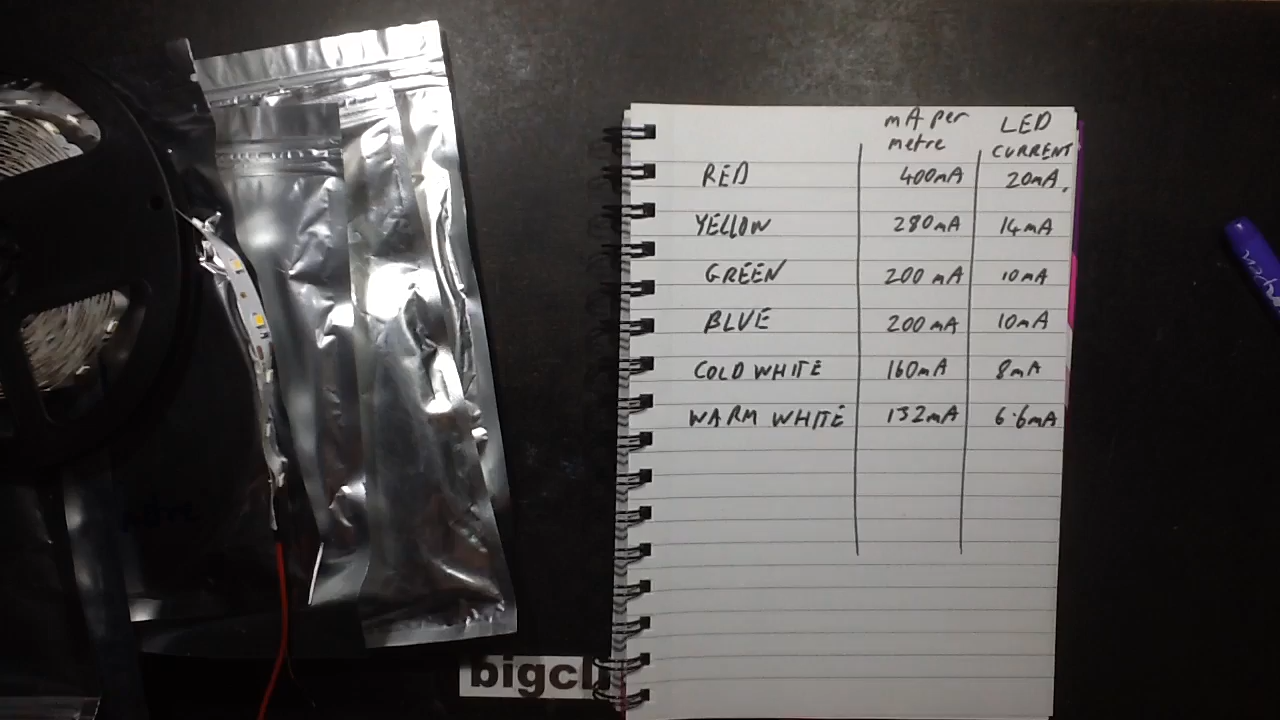 mA per LED
metre CURRENT
RED 400mA 20mA.
YELLOW 280mA 14mA
GREEN 200 mA 10mA
BLUE 200 mA 10mA
COLD WHITE 160mA 8mA
WARM WHITE 132mA 6.6mA
bigcl